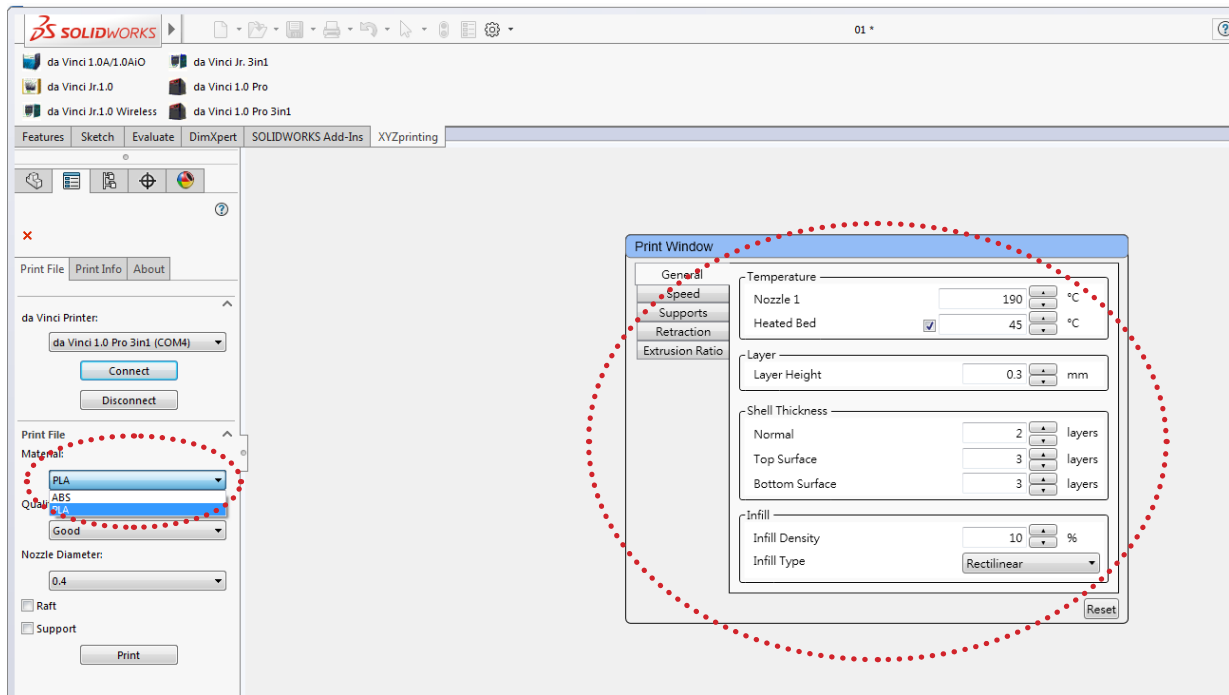 SOLIDWORKS
01 *
da Vinci 1.0A/1.0AiO
da Vinci Jr. 3in1
da Vinci Jr.1.0
da Vinci 1.0 Pro
da Vinci Jr.1.0 Wireless
da Vinci 1.0 Pro 3in1
Features
Sketch
Evaluate
DimXpert
SOLIDWORKS Add-Ins
XYZprinting
Print File
Print Info
About
da Vinci Printer:
da Vinci 1.0 Pro 3in1 (COM4)
Connect
Disconnect
Print File
Material:
PLA
ABS
PLA
Good
Nozzle Diameter:
0.4
Raft
Support
Print
Print Window
General
Speed
Supports
Retraction
Extrusion Ratio
Temperature
Nozzle 1 190 °C
Heated Bed 45 °C
Layer
Layer Height 0.3 mm
Shell Thickness
Normal 2 layers
Top Surface 3 layers
Bottom Surface 3 layers
Infill
Infill Density 10 %
Infill Type Rectilinear
Reset